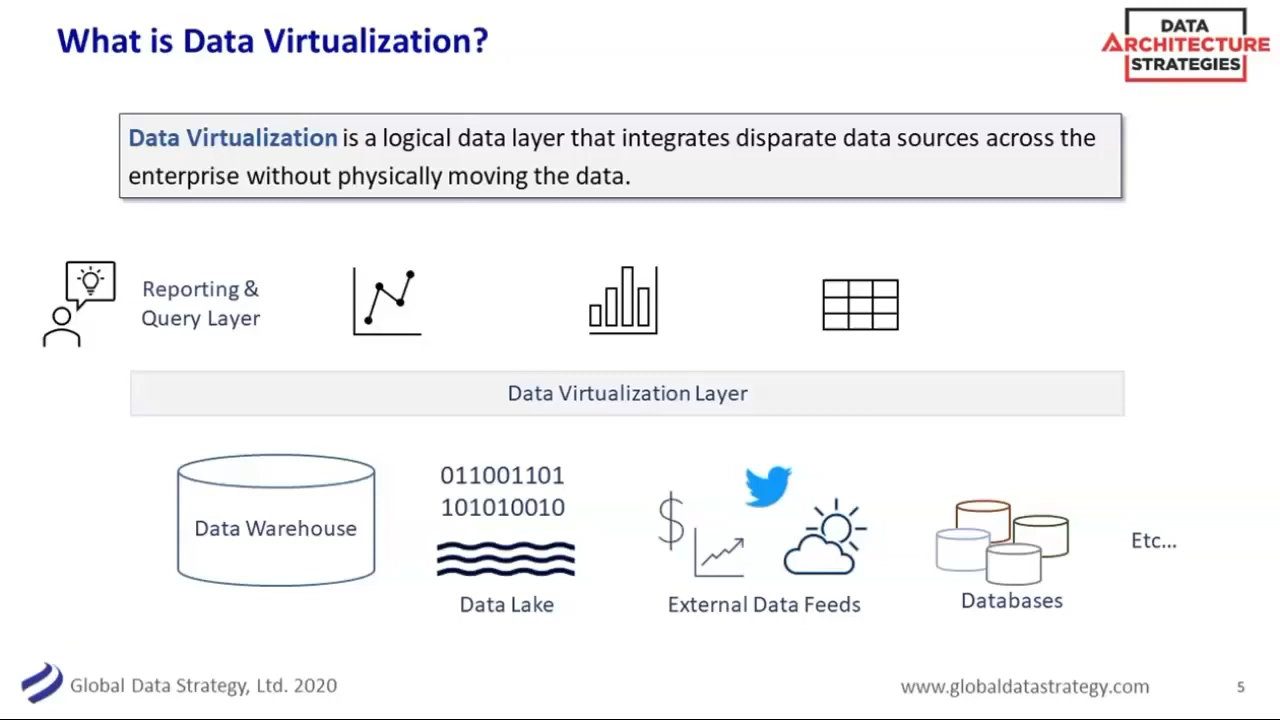 What is Data Virtualization?
DATA
ARCHITECTURE
STRATEGIES
Data Virtualization is a logical data layer that integrates disparate data sources across the
enterprise without physically moving the data.
Reporting &
Query Layer
Data Virtualization Layer
Data Warehouse
011001101
101010010
Data Lake
$
External Data Feeds
Databases
Etc...
Global Data Strategy, Ltd. 2020
www.globaldatastrategy.com
5